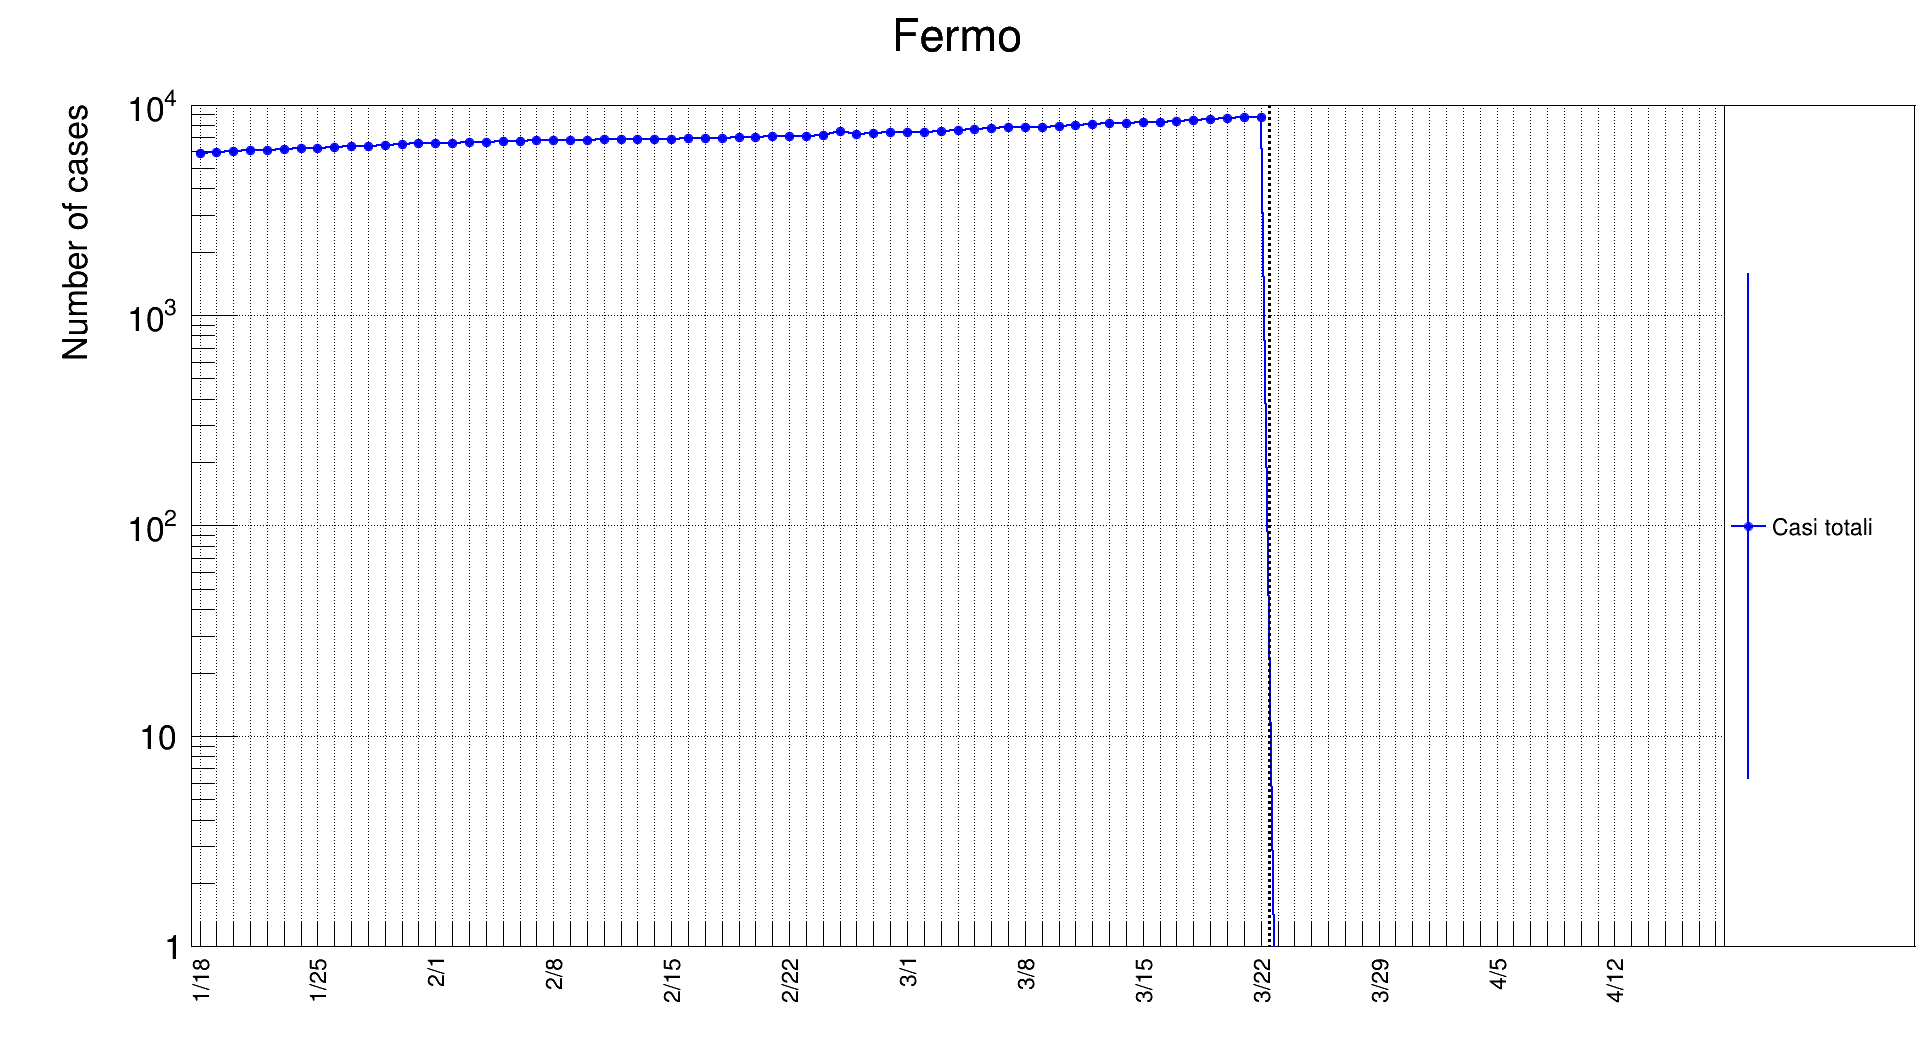 Fermo
Number of cases
10^4
10^3
10^2
10
1
1/18 1/25 2/1 2/8 2/15 2/22 3/1 3/8 3/15 3/22 3/29 4/5 4/12
Casi totali